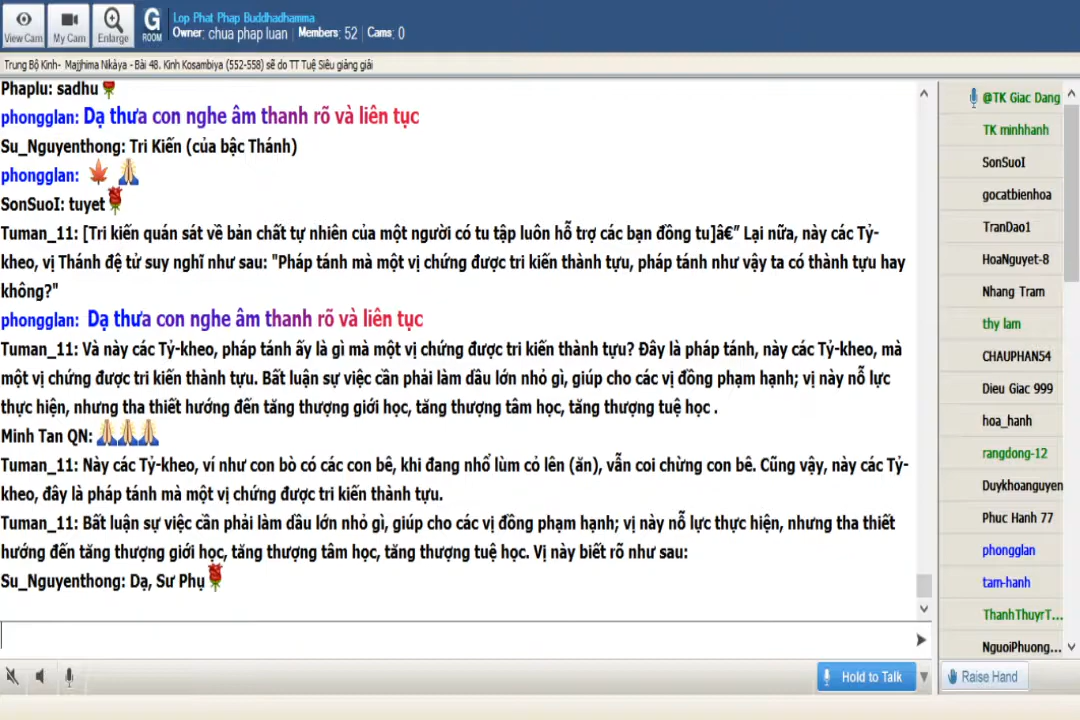 View Cam
My Cam
Enlarge
G
ROOM
Lop Phat Phap Buddhadhamma
Owner: chua phap luan | Members: 52 | Cams: 0
Trung Bộ Kinh- Majjhima Nikàya - Bài 48. Kinh Kosambiya (552-558) sẽ do TT Tuệ Siêu giảng giải
Phaplu: sadhu
phongglan: Dạ thưa con nghe âm thanh rõ và liên tục
Su_Nguyenthong: Tri Kiến (của bậc Thánh)
phongglan:
SonSuoI: tuyet
Tuman_11: [Tri kiến quán sát về bản chất tự nhiên của một người có tu tập luôn hỗ trợ các bạn đồng tu]â€” Lại nữa, này các Tỷ-
kheo, vị Thánh đệ tử suy nghĩ như sau: "Pháp tánh mà một vị chứng được tri kiến thành tựu, pháp tánh như vậy ta có thành tựu hay
không?"
phongglan: Dạ thưa con nghe âm thanh rõ và liên tục
Tuman_11: Và này các Tỷ-kheo, pháp tánh ấy là gì mà một vị chứng được tri kiến thành tựu? Đây là pháp tánh, này các Tỷ-kheo, mà
một vị chứng được tri kiến thành tựu. Bất luận sự việc cần phải làm dầu lớn nhỏ gì, giúp cho các vị đồng phạm hạnh; vị này nỗ lực
thực hiện, nhưng tha thiết hướng đến tăng thượng giới học, tăng thượng tâm học, tăng thượng tuệ học .
Minh Tan QN:
Tuman_11: Này các Tỷ-kheo, ví như con bò có các con bê, khi đang nhổ lùm cỏ lên (ăn), vẫn coi chừng con bê. Cũng vậy, này các Tỷ-
kheo, đây là pháp tánh mà một vị chứng được tri kiến thành tựu.
Tuman_11: Bất luận sự việc cần phải làm dầu lớn nhỏ gì, giúp cho các vị đồng phạm hạnh; vị này nỗ lực thực hiện, nhưng tha thiết
hướng đến tăng thượng giới học, tăng thượng tâm học, tăng thượng tuệ học. Vị này biết rõ như sau:
Su_Nguyenthong: Dạ, Sư Phụ
@TK Giac Dang
TK minhhanh
SonSuoI
gocatbienhoa
TranDao1
HoaNguyet-8
Nhang Tram
thy lam
CHAUPHAN54
Dieu Giac 999
hoa_hanh
rangdong-12
Duykhoanguyen
Phuc Hanh 77
phongglan
tam-hanh
ThanhThuyrT...
NguoiPhuong...
Hold to Talk
Raise Hand